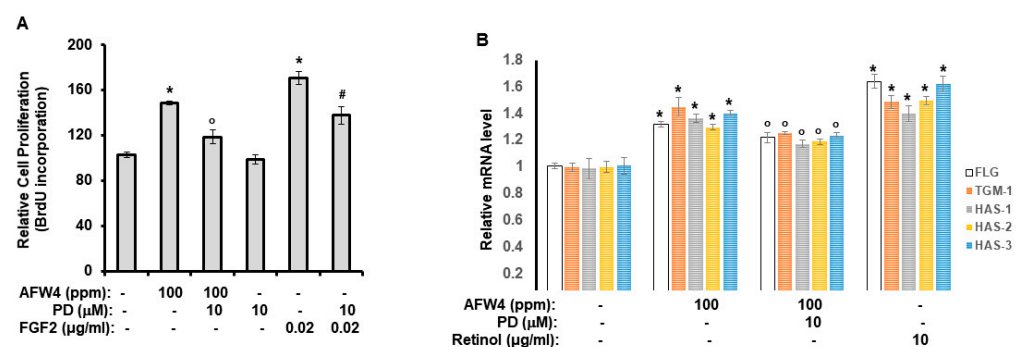 A
Relative Cell Proliferation
(BrdU incorporation)
200
160
120
80
40
0
*
*
o
#
AFW4 (ppm): - 100 100 - - -
PD (µM): - - 10 10 - 10
FGF2 (µg/ml): - - - - 0.02 0.02
B
Relative mRNA level
1.8
1.6
1.4
1.2
1
0.8
0.6
0.4
0.2
* * * * *
o o o o o
* * * * *
FLG
TGM-1
HAS-1
HAS-2
HAS-3
AFW4 (ppm) - 100 100 -
PD (µM): - - 10 -
Retinol (µg/ml): - - - 10